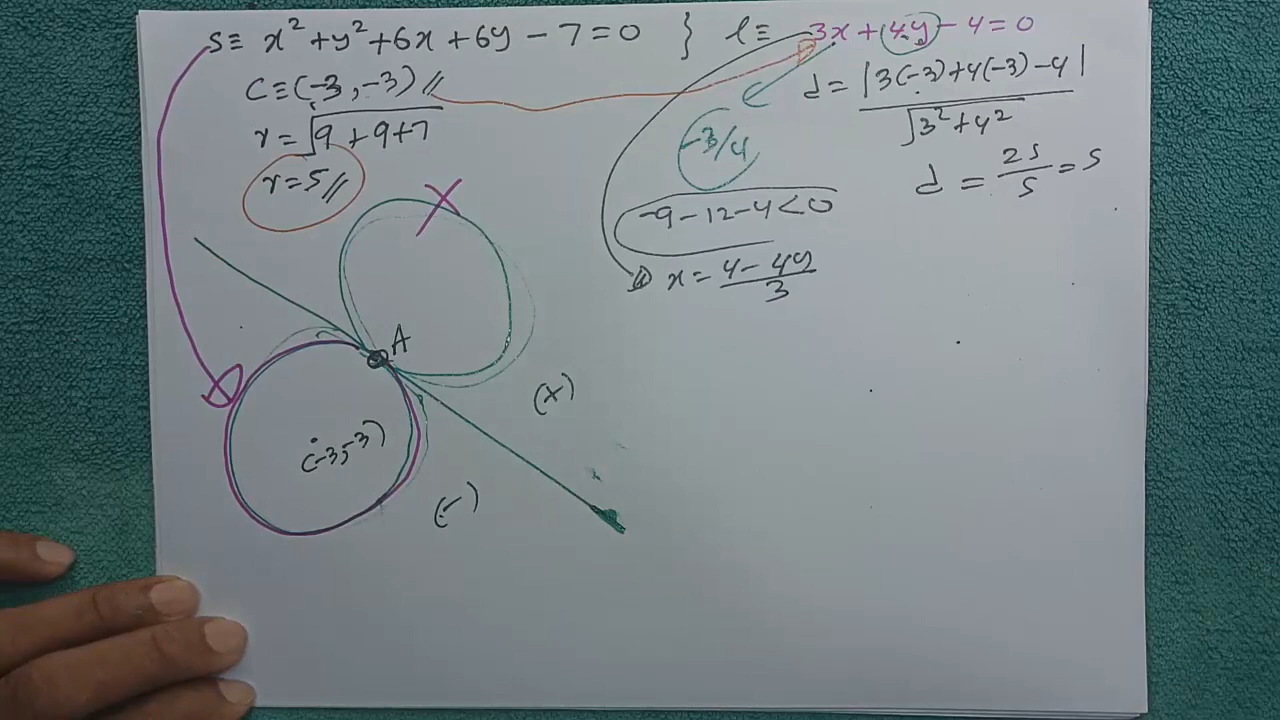 S≡ x²+y²+6x+6y-7=0 } l≡ 3x+4y-4=0
C≡(-3,-3)
r=√9+9+7
r=5
d=|3(-3)+4(-3)-4|
√3²+4²
d = 25/5 = 5
-3/4
-9-12-4<0
x=4-4y/3
A
(-3,-3)
(x)
(-)